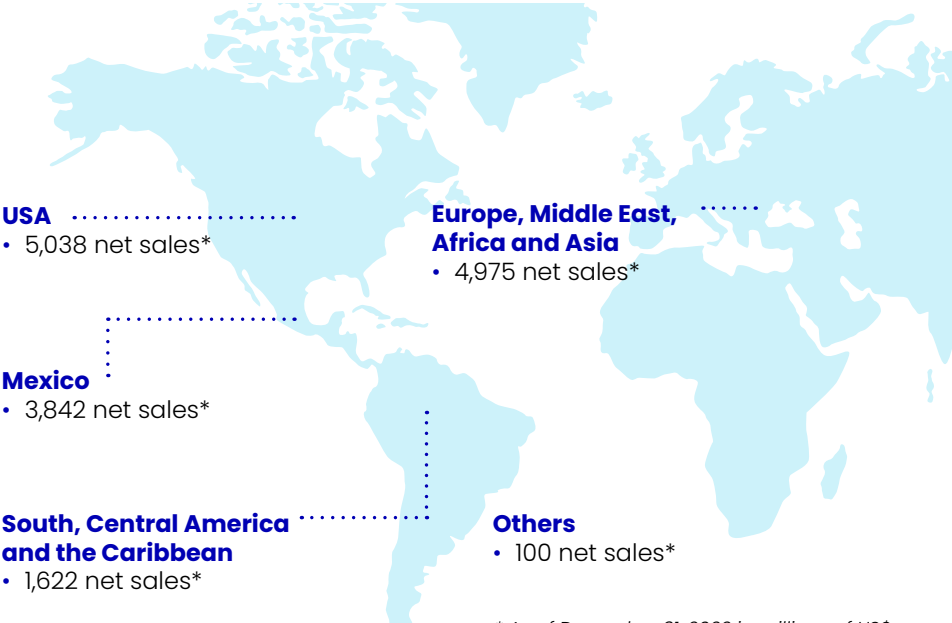 USA
• 5,038 net sales*
Europe, Middle East,
Africa and Asia
• 4,975 net sales*
Mexico
• 3,842 net sales*
South, Central America
and the Caribbean
• 1,622 net sales*
Others
• 100 net sales*